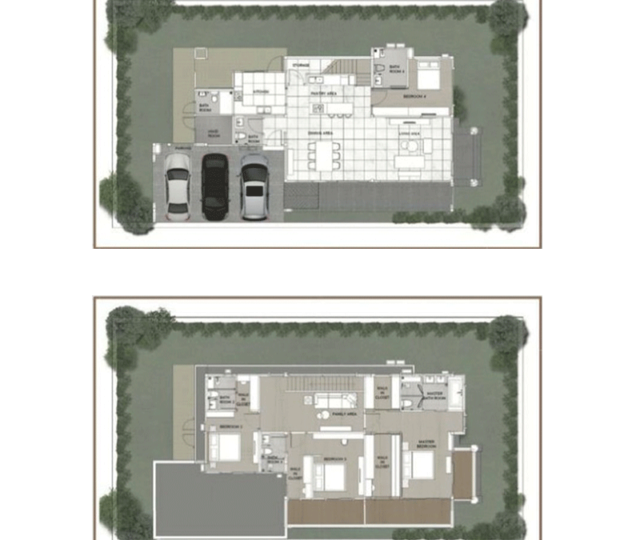 STORAGE
BATH
ROOM 4
PANTRY AREA
KITCHEN
BEDROOM 4
BATH
ROOM
MAID
ROOM
BATH
ROOM
DINING AREA
LIVING AREA
PARKING
BATH
ROOM 2
WALK
IN
CLOSET
WALK
IN
CLOSET
MASTER
BATH ROOM
FAMILY AREA
BEDROOM 2
MASTER
BEDROOM
BATH
ROOM 3
WALK
IN
CLOSET
BEDROOM 3
WALK
IN
CLOSET